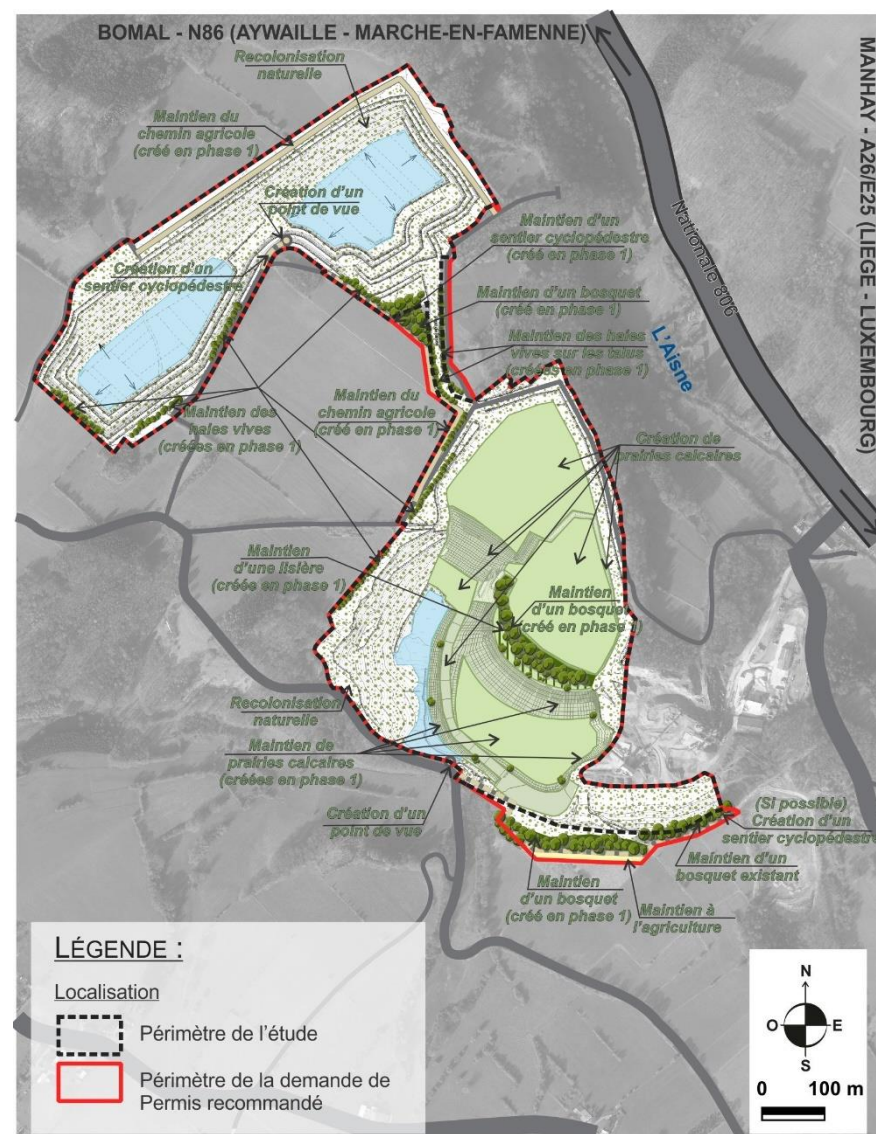 BOMAL - N86 (AYWAILLE - MARCHE-EN-FAMENNE)
MANHAY - A26/E25 (LIEGE - LUXEMBOURG)
Recolonisation
naturelle
Maintien du
chemin agricole
(créé en phase 1)
Création d'un
point de vue
Maintien d'un
sentier cyclopédestre
(créé en phase 1)
Nationale 806
Création d'un
sentier cyclopédestre
Maintien d'un bosquet
(créé en phase 1)
L'Aisne
Maintien des haies
vives sur les talus
(créées en phase 1)
Maintien des
haies vives
(créées en phase 1)
Maintien du
chemin agricole
(créé en phase 1)
Création de
prairies calcaires
Maintien
d'une lisière
(créée en phase 1)
Maintien
d'un bosquet
(créé en phase 1)
Recolonisation
naturelle
Maintien de
prairies calcaires
(créées en phase 1)
Création d'un
point de vue
(Si possible)
Création d'un
sentier cyclopédestre
Maintien d'un
bosquet existant
Maintien
d'un bosquet
(créé en phase 1)
Maintien à
l'agriculture
LÉGENDE :
Localisation
Périmètre de l'étude
Périmètre de la demande de
Permis recommandé
N
O
E
S
0 100 m